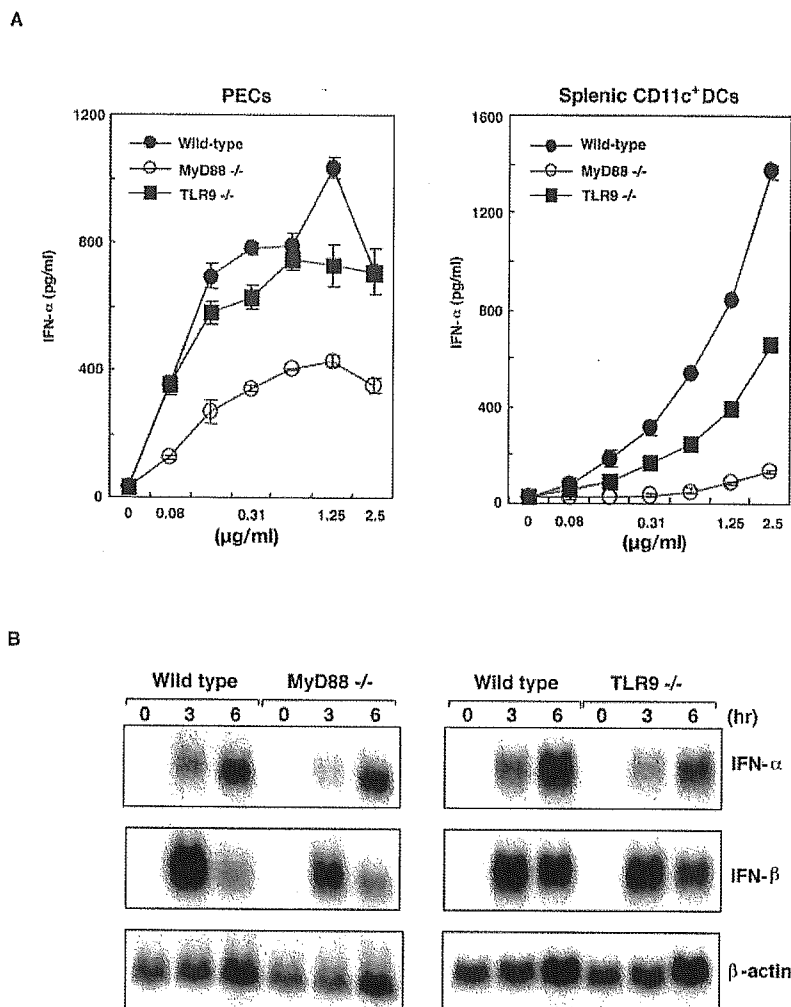 A
PECs
1200
800
400
0
IFN-α (pg/ml)
Wild-type
MyD88 -/-
TLR9 -/-
0 0.08 0.31 1.25 2.5
(µg/ml)
Splenic CD11c+ DCs
1600
1200
800
400
0
IFN-α (pg/ml)
Wild-type
MyD88 -/-
TLR9 -/-
0 0.08 0.31 1.25 2.5
(µg/ml)
B
Wild type MyD88 -/- Wild type TLR9 -/-
0 3 6 0 3 6 0 3 6 0 3 6 (hr)
IFN-α
IFN-β
β-actin